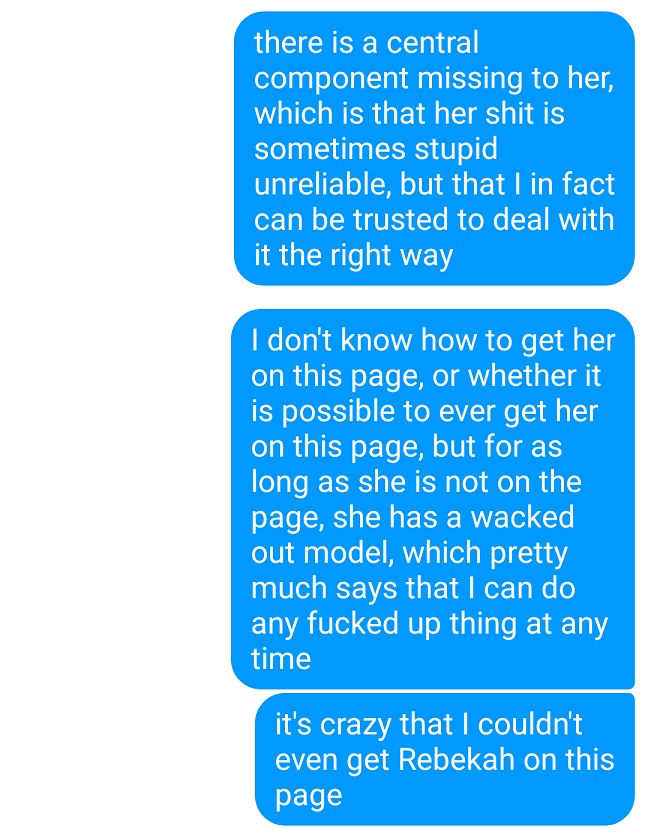 there is a central
component missing to her,
which is that her shit is
sometimes stupid
unreliable, but that I in fact
can be trusted to deal with
it the right way
I don't know how to get her
on this page, or whether it
is possible to ever get her
on this page, but for as
long as she is not on the
page, she has a wacked
out model, which pretty
much says that I can do
any fucked up thing at any
time
it's crazy that I couldn't
even get Rebekah on this
page